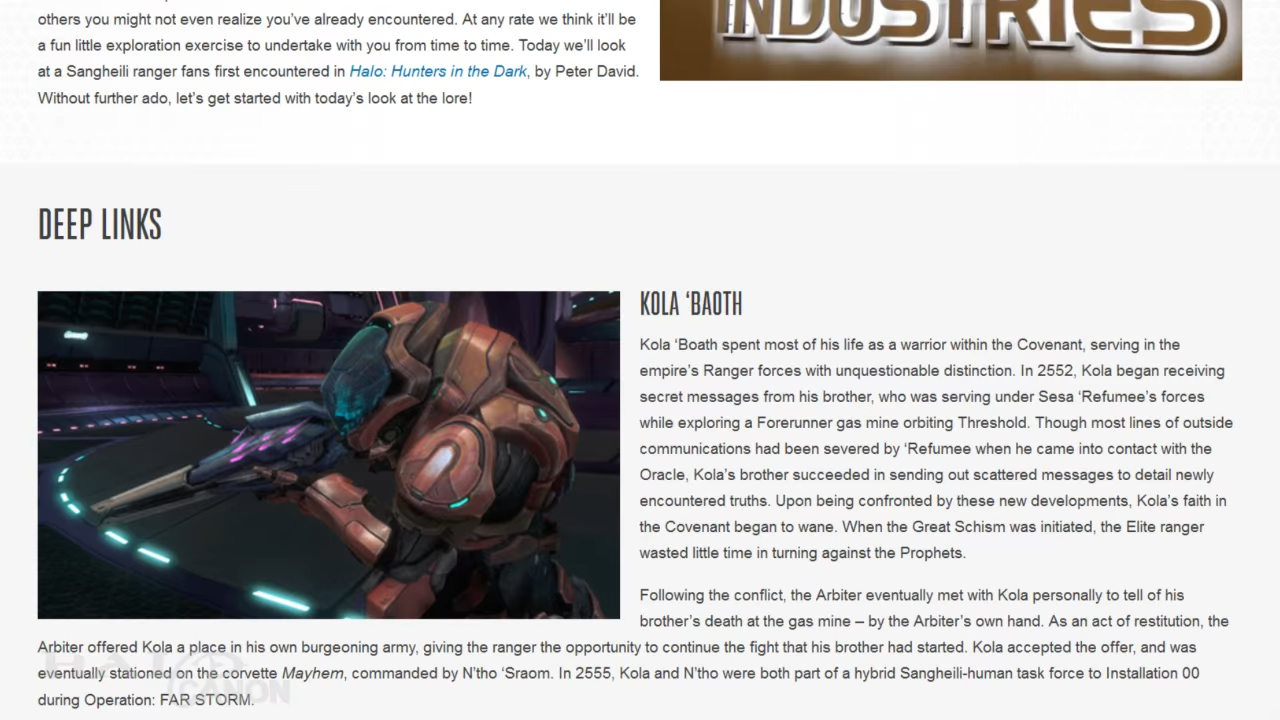 others you might not even realize you've already encountered. At any rate we think it'll be
a fun little exploration exercise to undertake with you from time to time. Today we'll look
at a Sangheili ranger fans first encountered in Halo: Hunters in the Dark, by Peter David.
Without further ado, let's get started with today's look at the lore!
INDUSTRIES
DEEP LINKS
KOLA ‘BAOTH
Kola ‘Boath spent most of his life as a warrior within the Covenant, serving in the
empire's Ranger forces with unquestionable distinction. In 2552, Kola began receiving
secret messages from his brother, who was serving under Sesa ‘Refumee's forces
while exploring a Forerunner gas mine orbiting Threshold. Though most lines of outside
communications had been severed by ‘Refumee when he came into contact with the
Oracle, Kola's brother succeeded in sending out scattered messages to detail newly
encountered truths. Upon being confronted by these new developments, Kola's faith in
the Covenant began to wane. When the Great Schism was initiated, the Elite ranger
wasted little time in turning against the Prophets.
Following the conflict, the Arbiter eventually met with Kola personally to tell of his
brother's death at the gas mine – by the Arbiter's own hand. As an act of restitution, the
Arbiter offered Kola a place in his own burgeoning army, giving the ranger the opportunity to continue the fight that his brother had started. Kola accepted the offer, and was
eventually stationed on the corvette Mayhem, commanded by N'tho ‘Sraom. In 2555, Kola and N'tho were both part of a hybrid Sangheili-human task force to Installation 00
during Operation: FAR STORM.
HALO
CANON